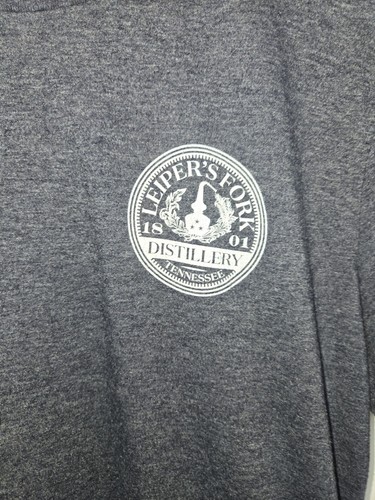 LEIPER'S FORK
18 01
DISTILLERY
TENNESSEE